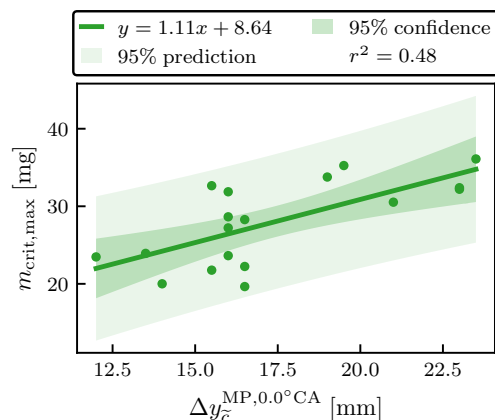 y = 1.11x + 8.64
95% confidence
95% prediction
r² = 0.48
m_crit,max [mg]
40
30
20
12.5 15.0 17.5 20.0 22.5
Δy_c̃^MP,0.0°CA [mm]